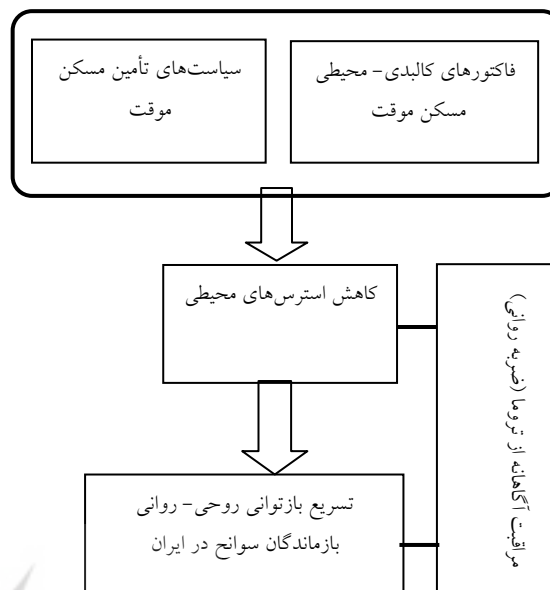 فاکتورهای کالبدی- محیطی
مسکن موقت
سیاست‌های تأمین مسکن
موقت
کاهش استرس‌های محیطی
مراقبت آگاهانه از تروما (ضربه روانی)
تسریع بازتوانی روحی- روانی
بازماندگان سوانح در ایران